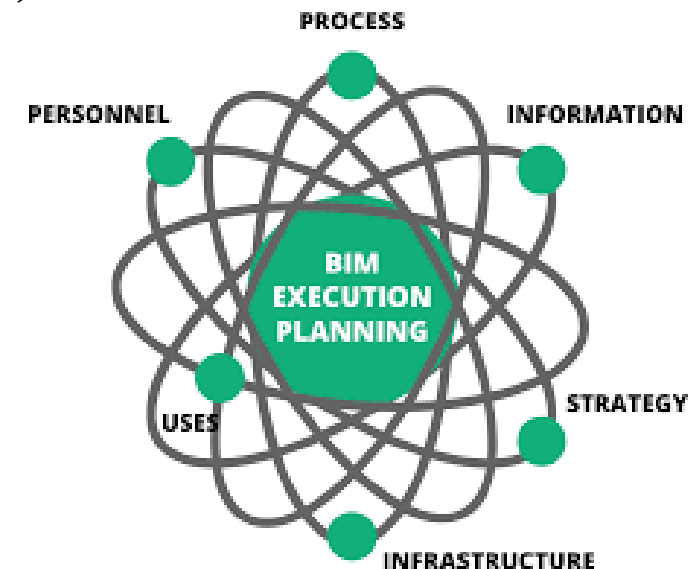 PROCESS
PERSONNEL
INFORMATION
BIM
EXECUTION
PLANNING
STRATEGY
USES
INFRASTRUCTURE